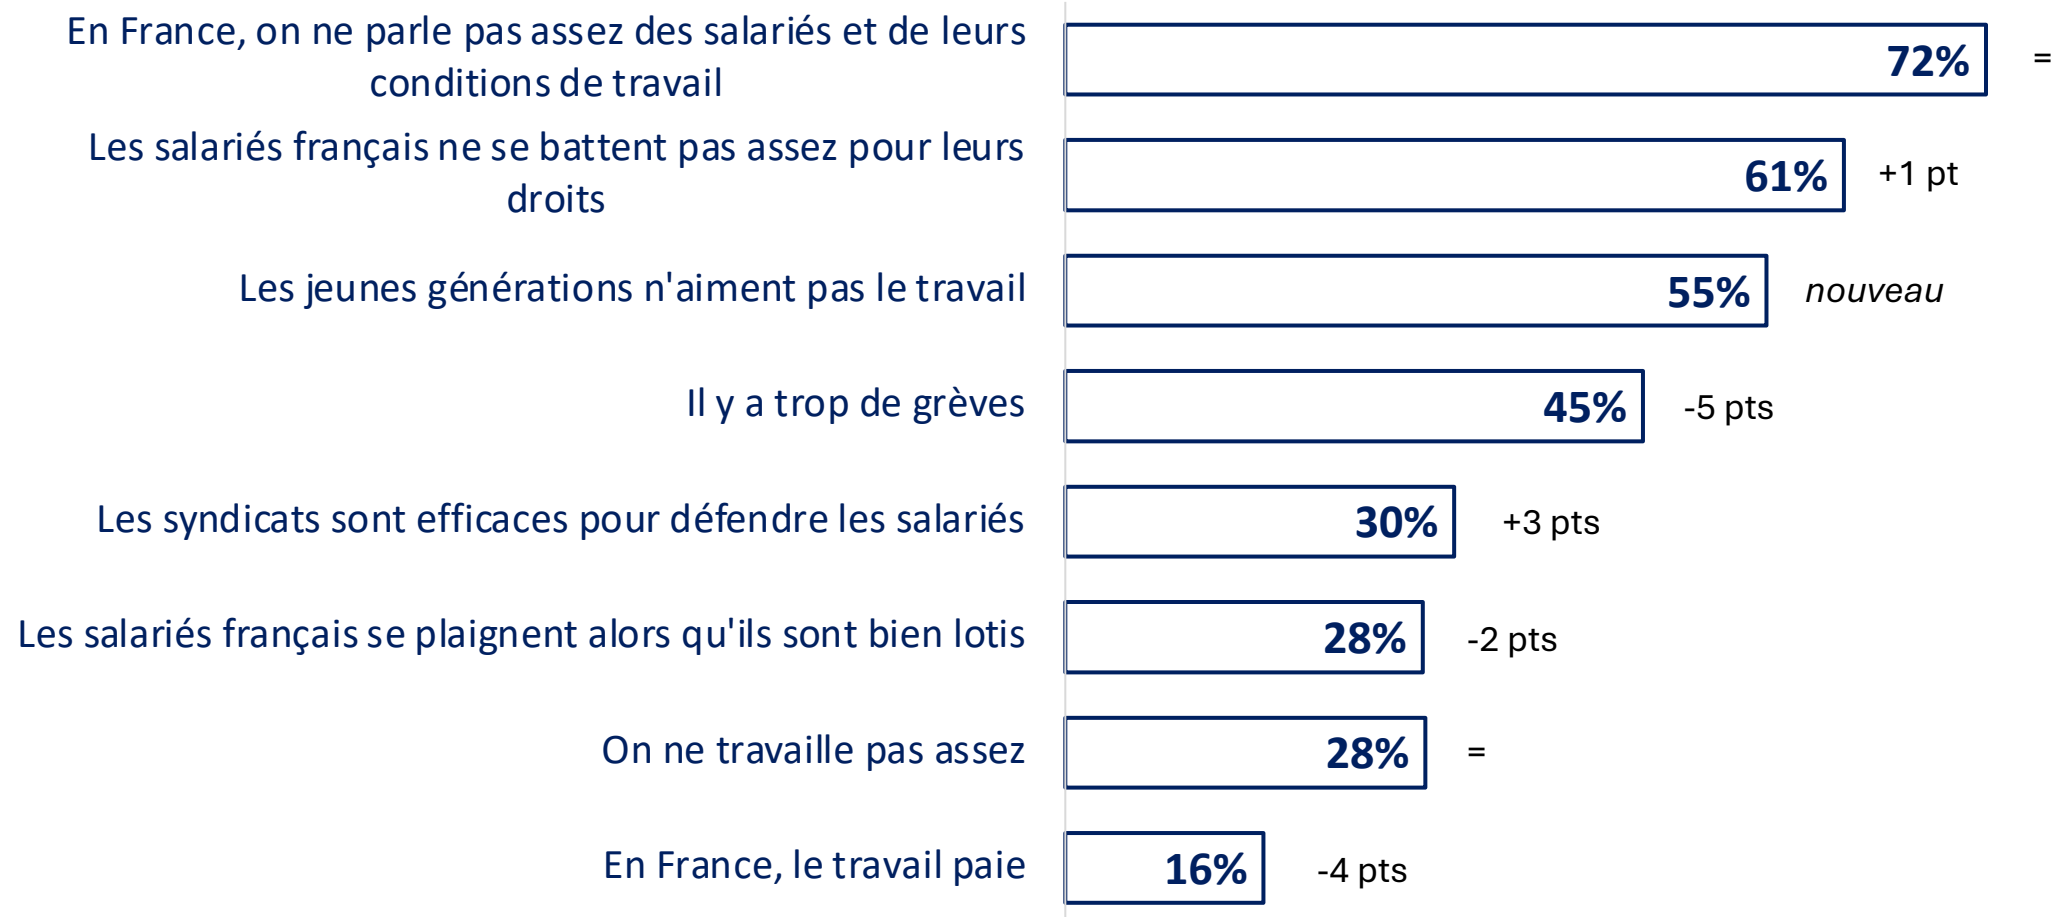 En France, on ne parle pas assez des salariés et de leurs
conditions de travail
72% =
Les salariés français ne se battent pas assez pour leurs
droits
61% +1 pt
Les jeunes générations n'aiment pas le travail
55% nouveau
Il y a trop de grèves
45% -5 pts
Les syndicats sont efficaces pour défendre les salariés
30% +3 pts
Les salariés français se plaignent alors qu'ils sont bien lotis
28% -2 pts
On ne travaille pas assez
28% =
En France, le travail paie
16% -4 pts